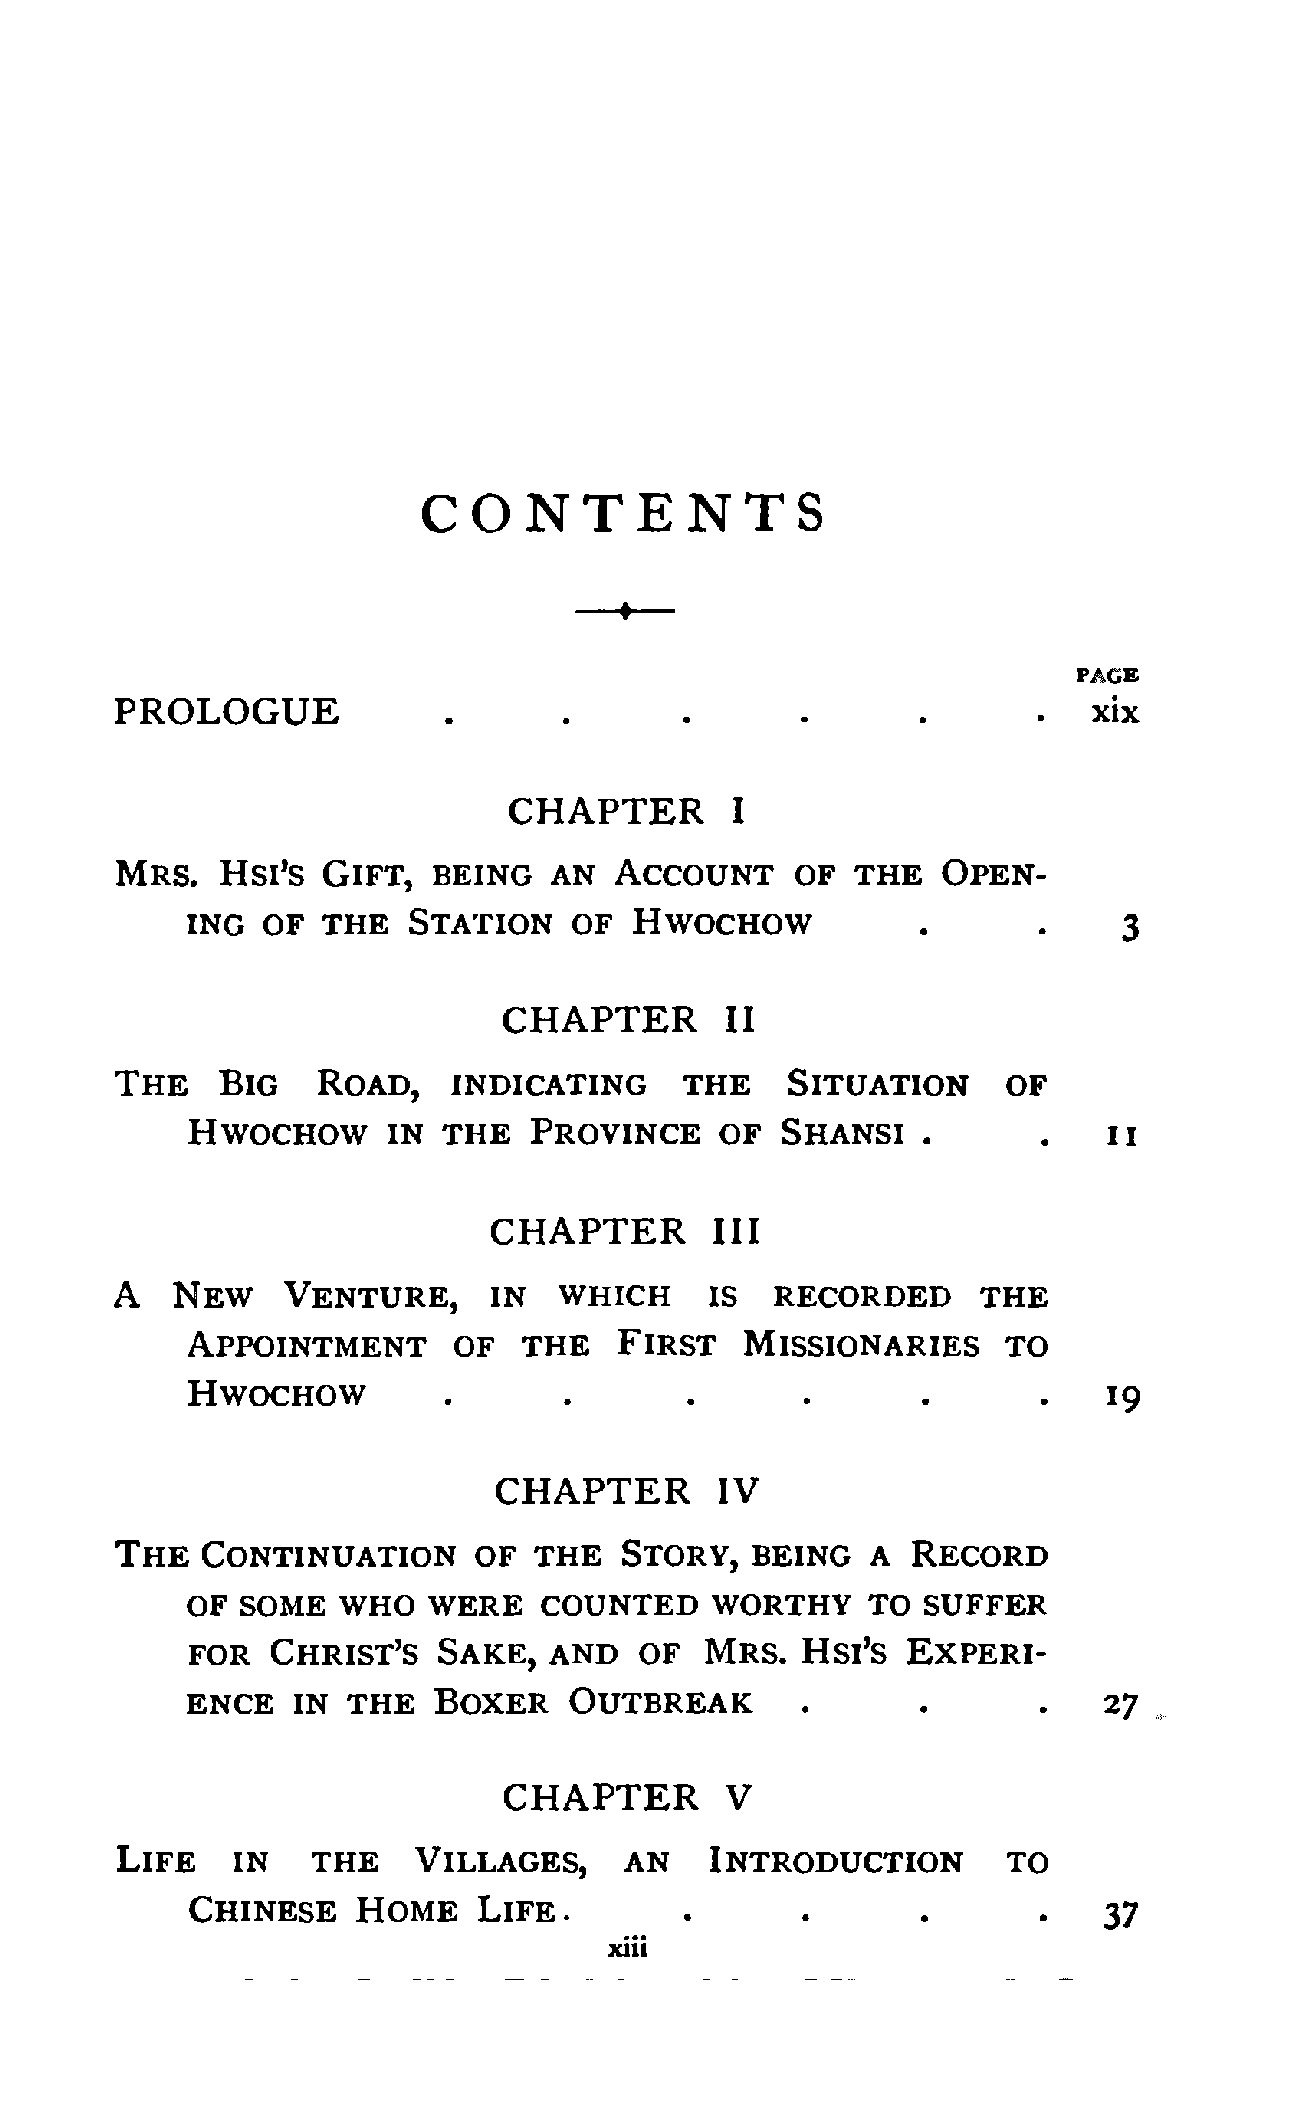 CONTENTS
PAGE
PROLOGUE . . . . . . xix
CHAPTER I
Mrs. Hsi's Gift, being an Account of the Open-
ing of the Station of Hwochow . . 3
CHAPTER II
The Big Road, indicating the Situation of
Hwochow in the Province of Shansi . . 11
CHAPTER III
A New Venture, in which is recorded the
Appointment of the First Missionaries to
Hwochow . . . . . . 19
CHAPTER IV
The Continuation of the Story, being a Record
of some who were counted worthy to suffer
for Christ's Sake, and of Mrs. Hsi's Experi-
ence in the Boxer Outbreak . . . 27
CHAPTER V
Life in the Villages, an Introduction to
Chinese Home Life . . . . . 37
xiii